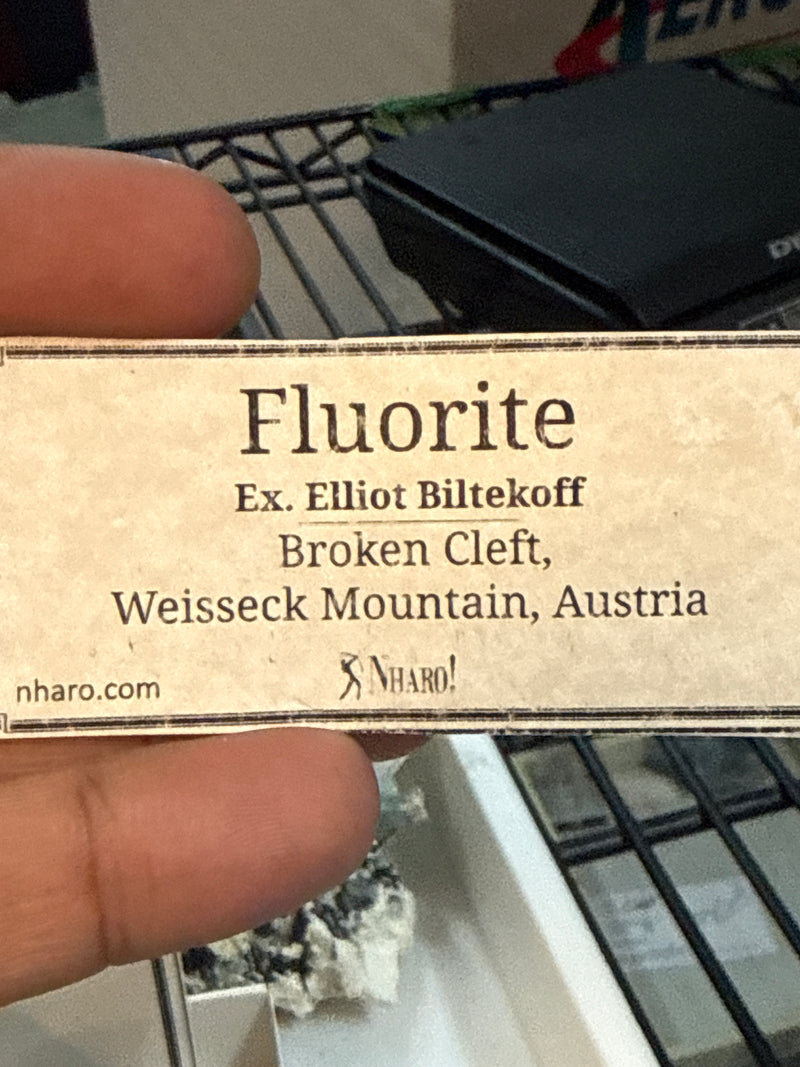 Fluorite
Ex. Elliot Biltekoff
Broken Cleft,
Weisseck Mountain, Austria
nharo.com
NHARO!